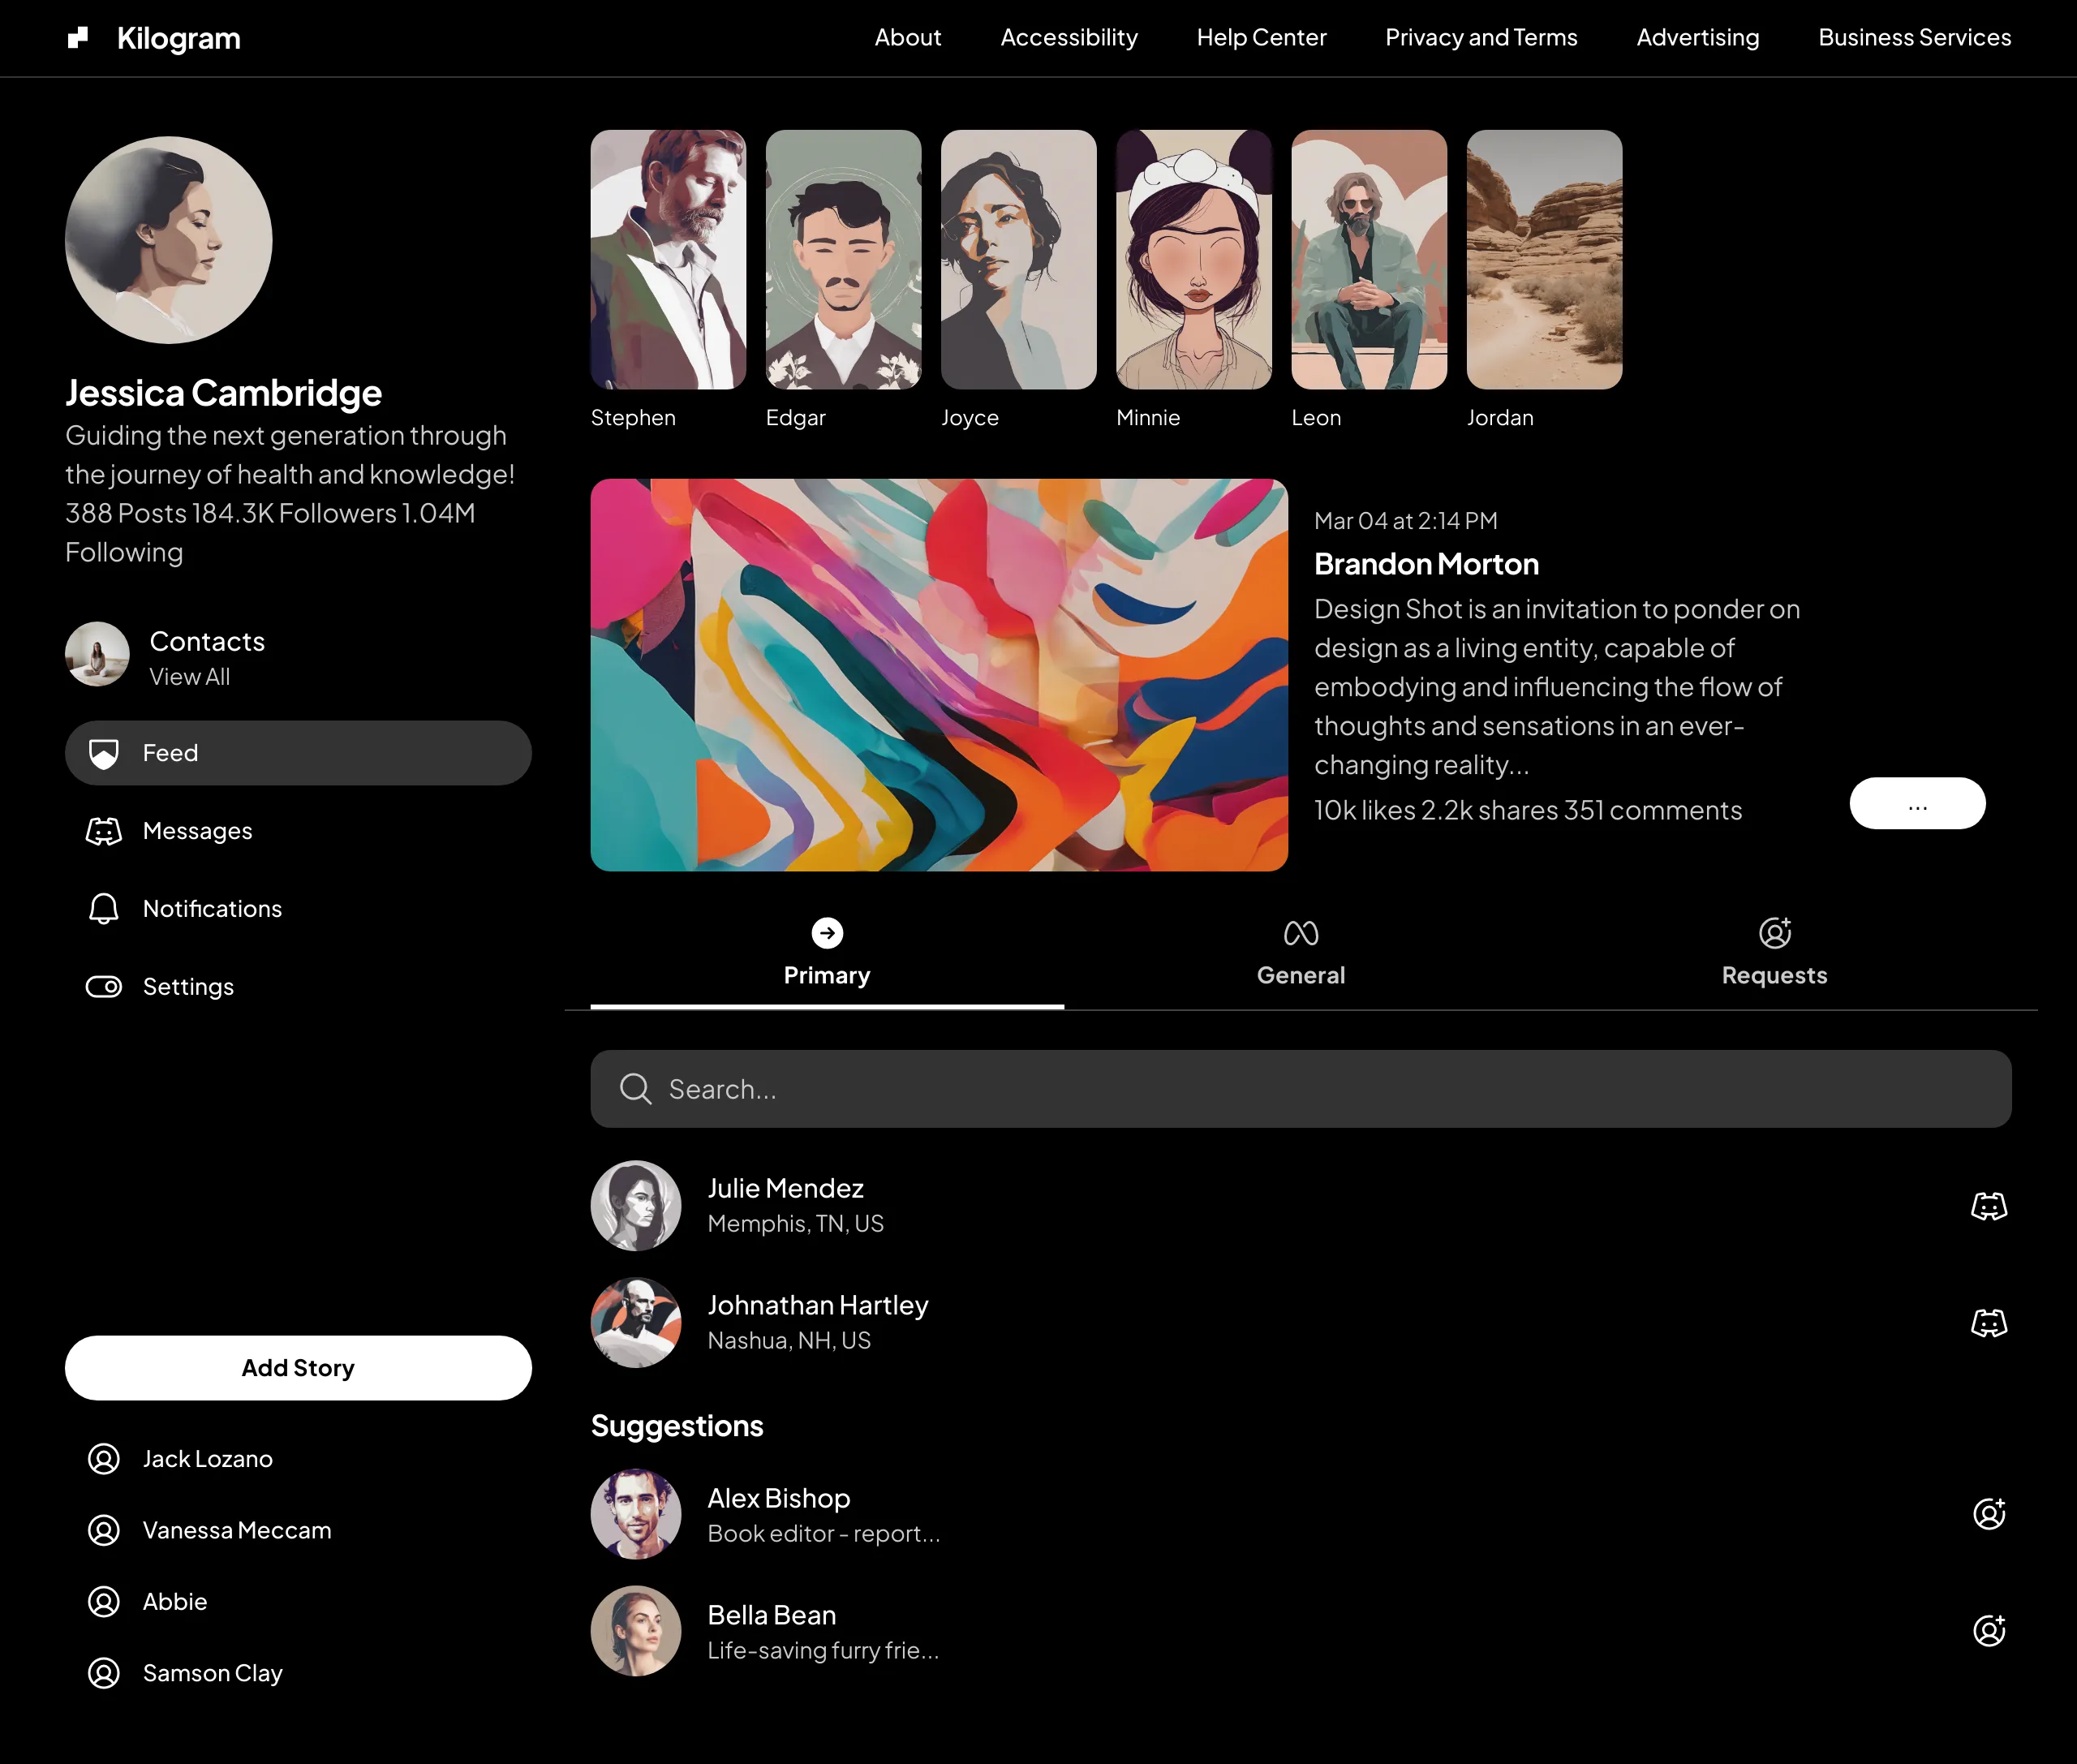 Kilogram
About
Accessibility
Help Center
Privacy and Terms
Advertising
Business Services
Jessica Cambridge
Guiding the next generation through
the journey of health and knowledge!
388 Posts 184.3K Followers 1.04M
Following
Contacts
View All
Feed
Messages
Notifications
Settings
Add Story
Jack Lozano
Vanessa Meccam
Abbie
Samson Clay
Stephen
Edgar
Joyce
Minnie
Leon
Jordan
Mar 04 at 2:14 PM
Brandon Morton
Design Shot is an invitation to ponder on
design as a living entity, capable of
embodying and influencing the flow of
thoughts and sensations in an ever-
changing reality...
10k likes 2.2k shares 351 comments
...
Primary
General
Requests
Search...
Julie Mendez
Memphis, TN, US
Johnathan Hartley
Nashua, NH, US
Suggestions
Alex Bishop
Book editor - report...
Bella Bean
Life-saving furry frie...